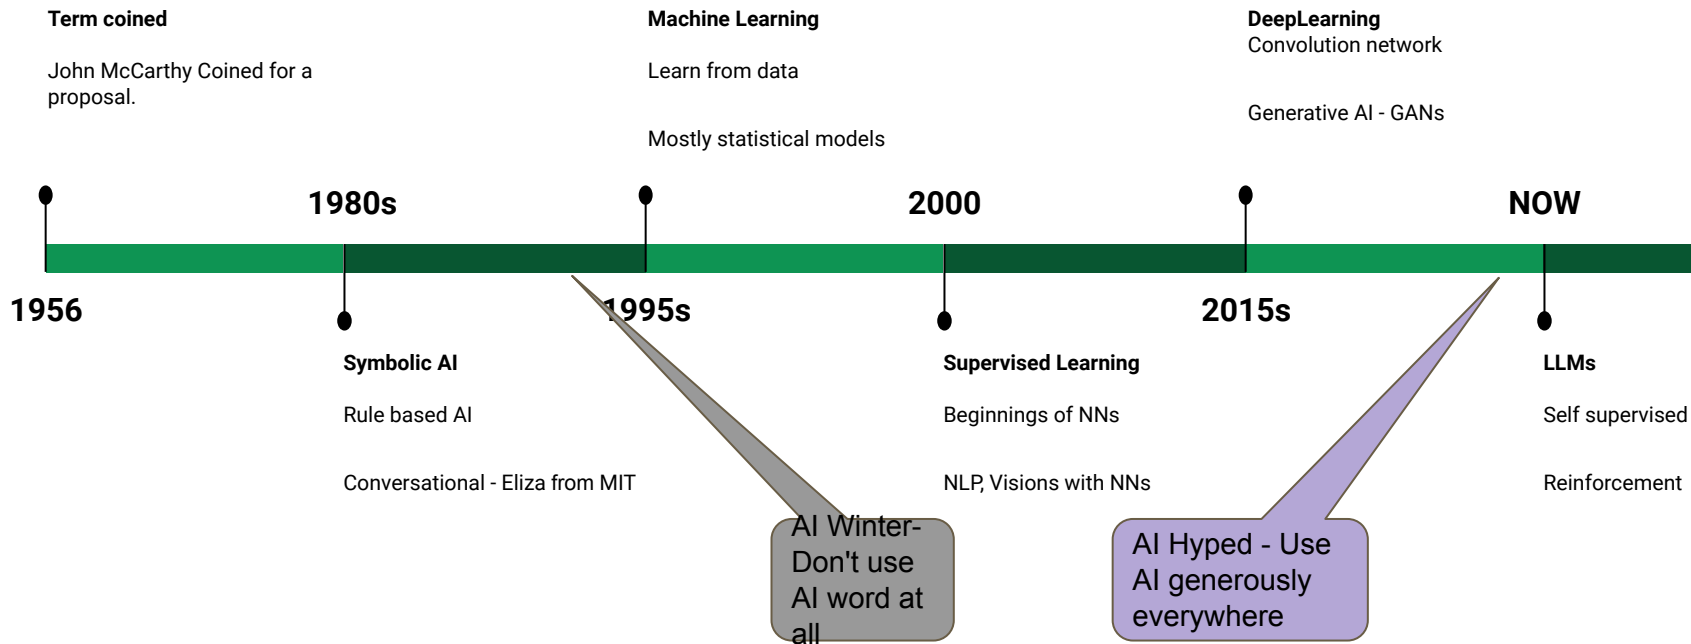 Term coined
John McCarthy Coined for a
proposal.
Machine Learning
Learn from data
Mostly statistical models
DeepLearning
Convolution network
Generative AI - GANs
1980s
2000
NOW
1956
1995s
2015s
Symbolic AI
Rule based AI
Conversational - Eliza from MIT
Supervised Learning
Beginnings of NNs
NLP, Visions with NNs
LLMs
Self supervised
Reinforcement
AI Winter-
Don't use
AI word at
all
AI Hyped - Use
AI generously
everywhere